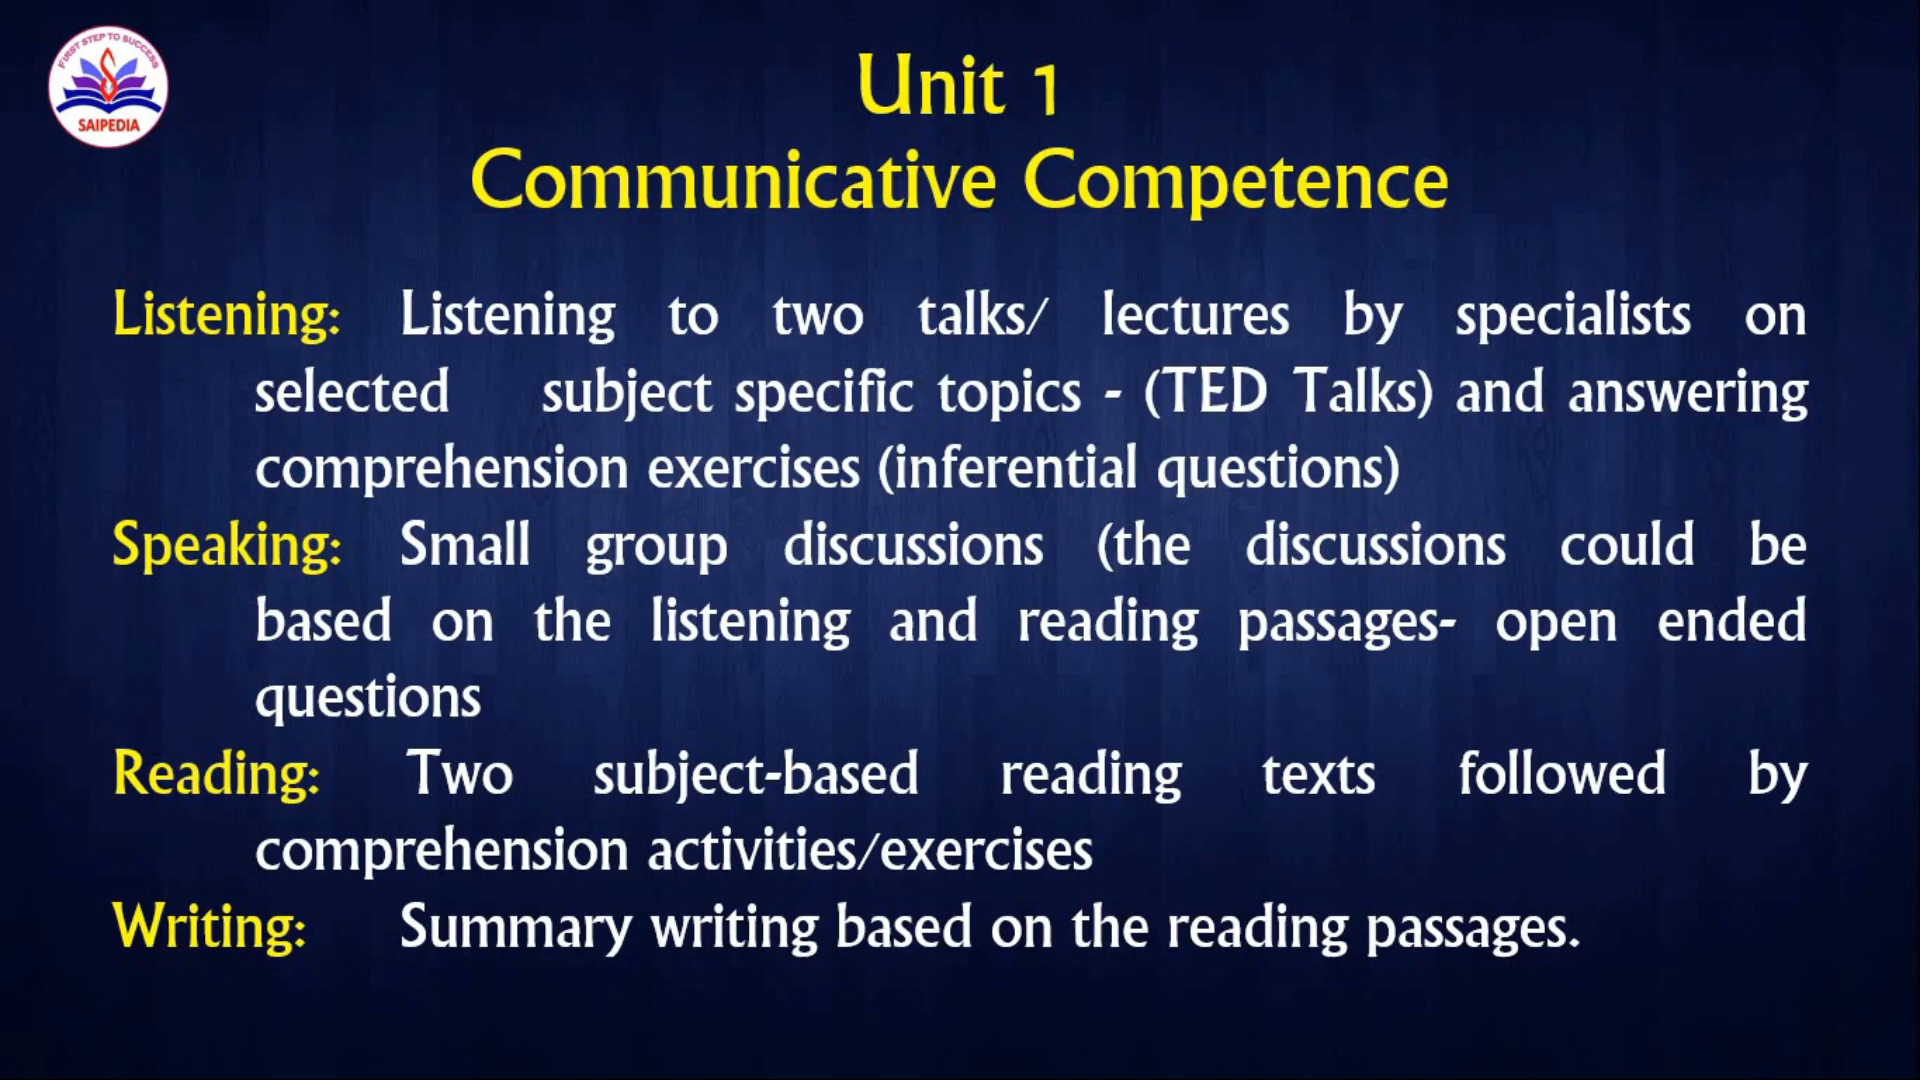 FIRST STEP TO SUCCESS
SAIPEDIA
Unit 1
Communicative Competence
Listening: Listening to two talks/ lectures by specialists on
selected subject specific topics - (TED Talks) and answering
comprehension exercises (inferential questions)
Speaking: Small group discussions (the discussions could be
based on the listening and reading passages- open ended
questions
Reading: Two subject-based reading texts followed by
comprehension activities/exercises
Writing: Summary writing based on the reading passages.